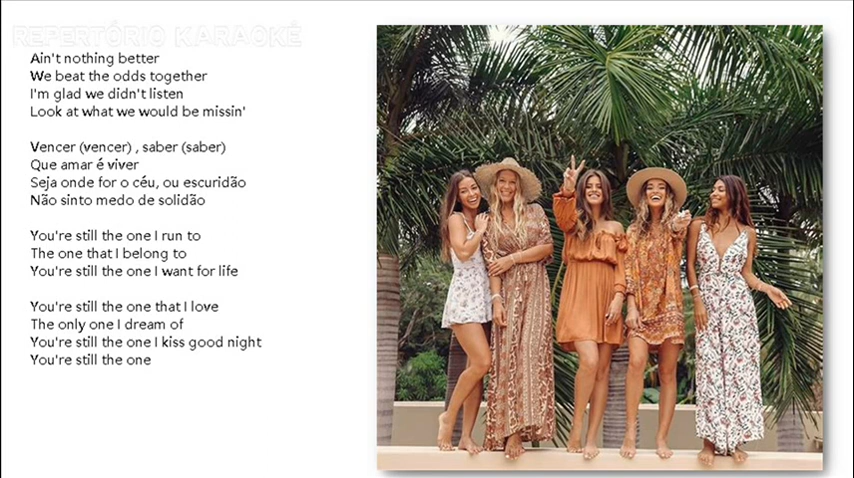 REPERTÓRIO KARAOKÊ
Ain't nothing better
We beat the odds together
I'm glad we didn't listen
Look at what we would be missin'
Vencer (vencer) , saber (saber)
Que amar é viver
Seja onde for o céu, ou escuridão
Não sinto medo de solidão
You're still the one I run to
The one that I belong to
You're still the one I want for life
You're still the one that I love
The only one I dream of
You're still the one I kiss good night
You're still the one